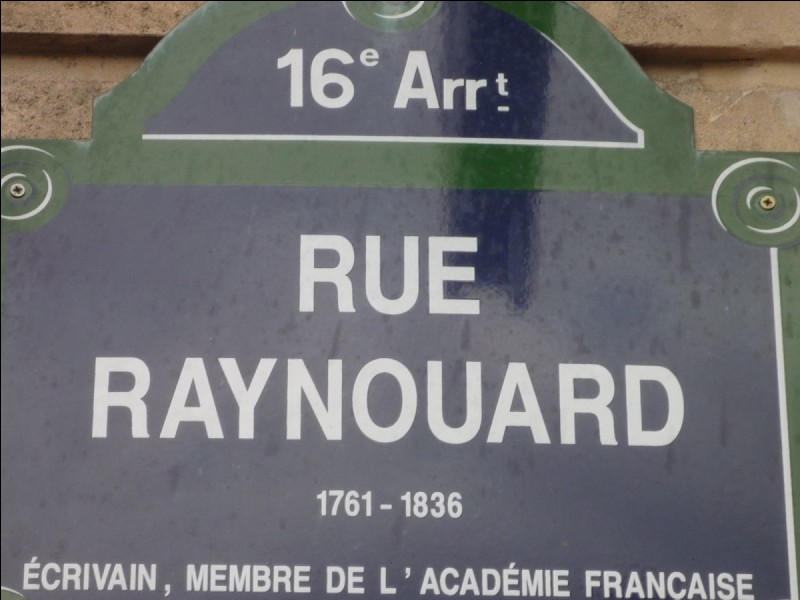 16e Arrt
RUE
RAYNOUARD
1761 - 1836
ÉCRIVAIN, MEMBRE DE L'ACADÉMIE FRANÇAISE